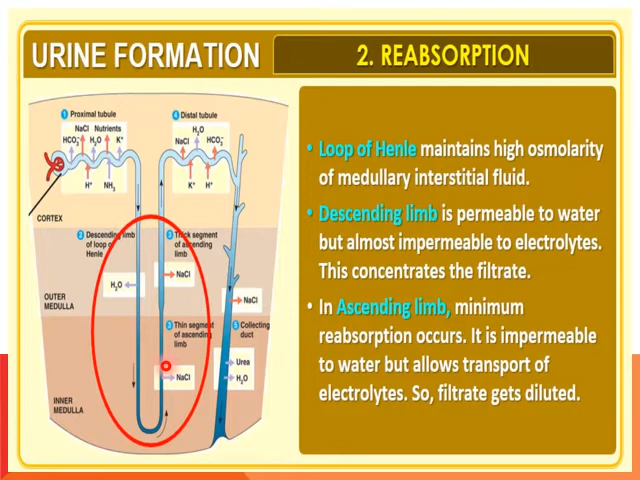 URINE FORMATION
2. REABSORPTION
1 Proximal tubule
NaCl Nutrients
HCO₃⁻ H₂O K⁺
H⁺ NH₃
4 Distal tubule
H₂O
NaCl HCO₃⁻
K⁺ H⁺
CORTEX
2 Descending limb
of loop of
Henle
3 Thick segment
of ascending
limb
H₂O
NaCl
OUTER
MEDULLA
NaCl
3 Thin segment
of ascending
limb
5 Collecting
duct
NaCl
Urea
H₂O
INNER
MEDULLA
• Loop of Henle maintains high osmolarity
of medullary interstitial fluid.
• Descending limb is permeable to water
but almost impermeable to electrolytes.
This concentrates the filtrate.
• In Ascending limb, minimum
reabsorption occurs. It is impermeable
to water but allows transport of
electrolytes. So, filtrate gets diluted.